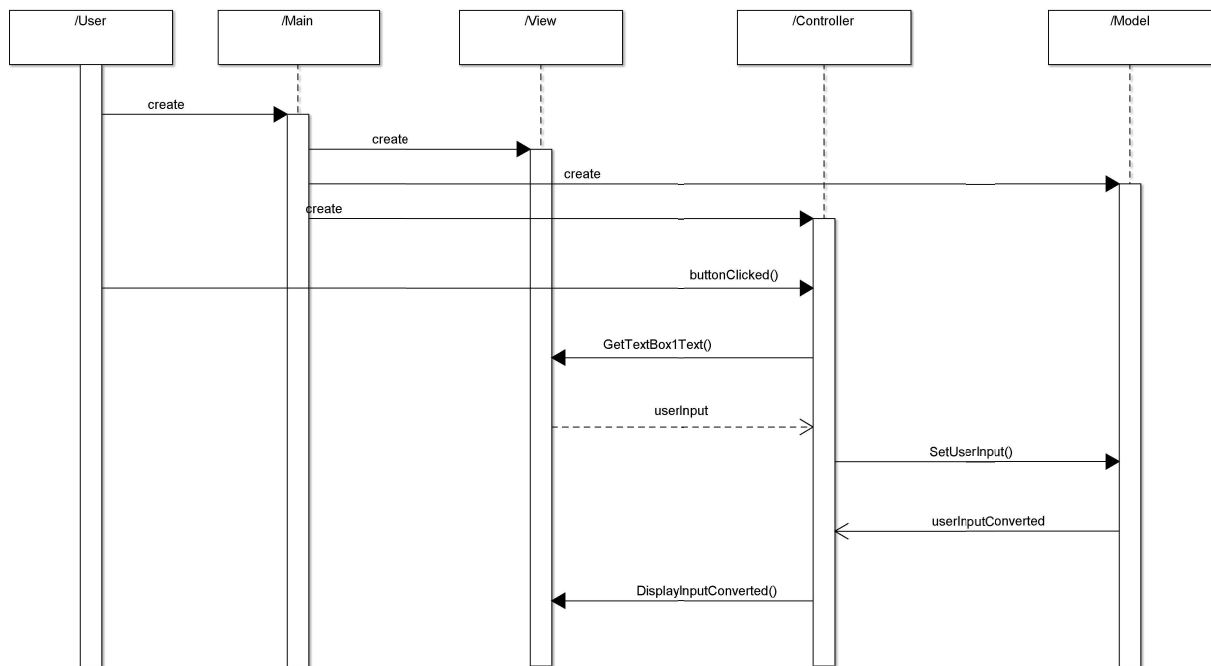 /User
/Main
/View
/Controller
/Model
create
create
create
create
buttonClicked()
GetTextBox1Text()
userInput
SetUserInput()
userInputConverted
DisplayInputConverted()